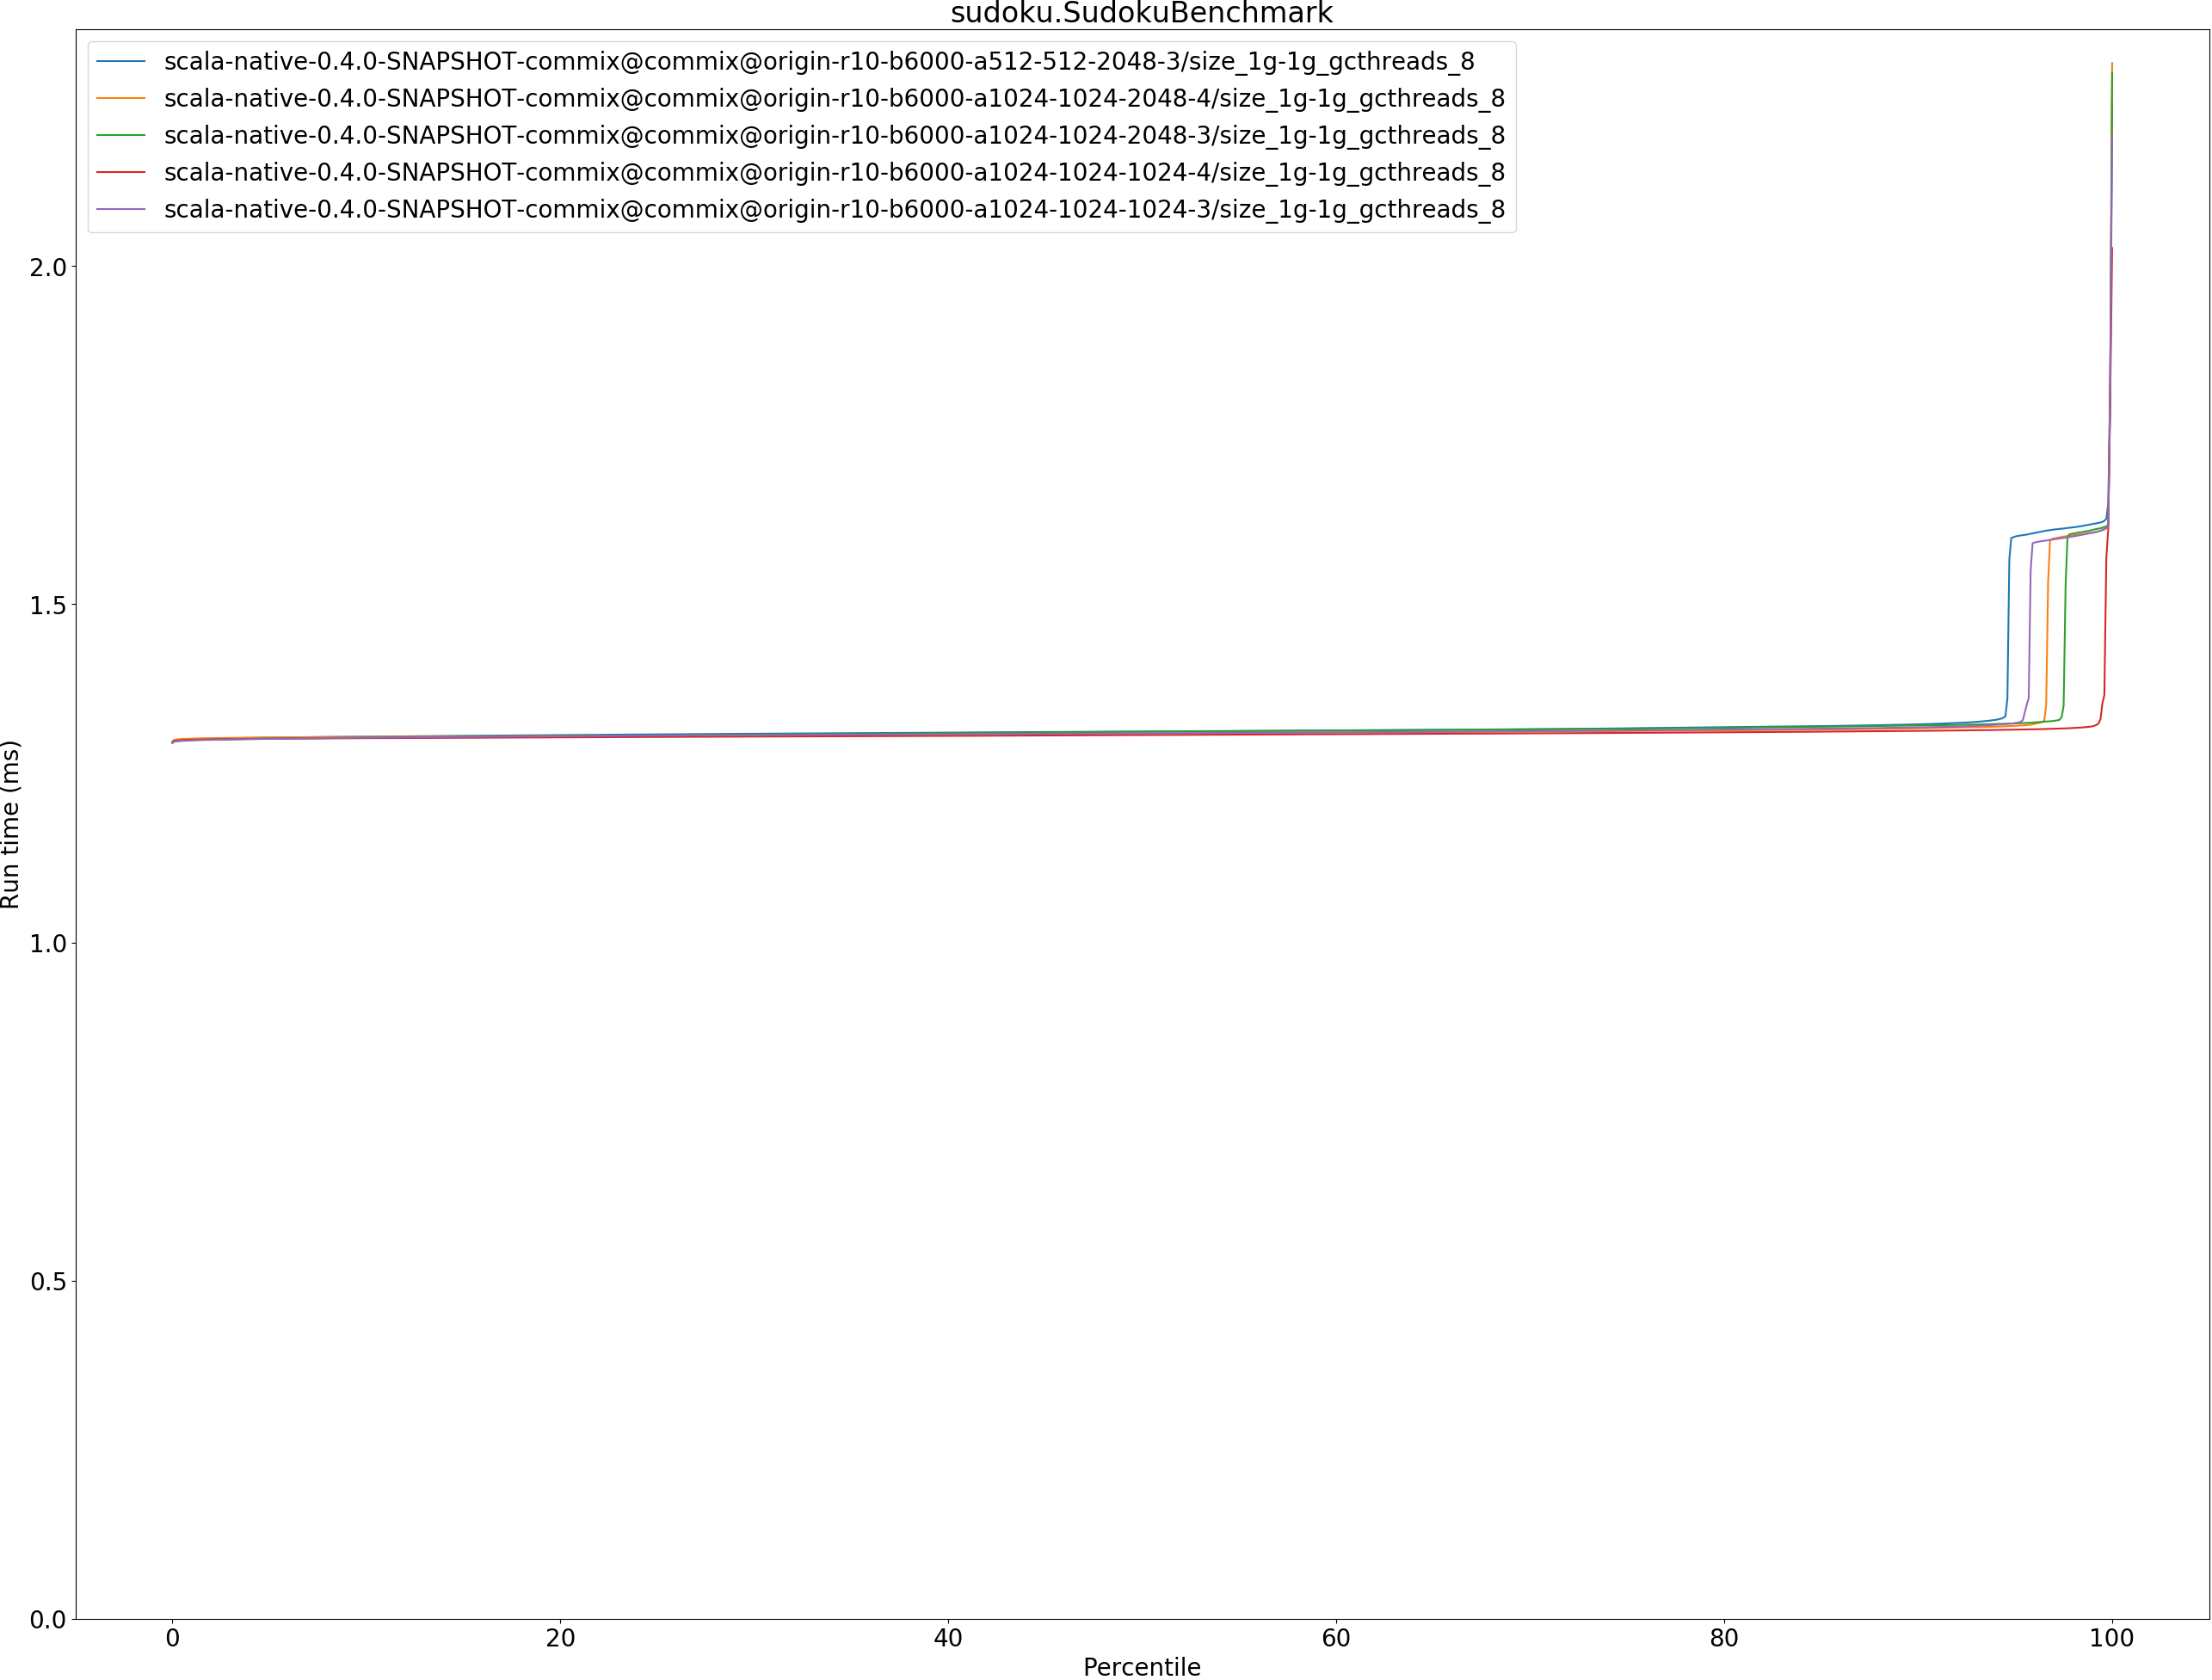 sudoku.SudokuBenchmark
scala-native-0.4.0-SNAPSHOT-commix@commix@origin-r10-b6000-a512-512-2048-3/size_1g-1g_gcthreads_8
scala-native-0.4.0-SNAPSHOT-commix@commix@origin-r10-b6000-a1024-1024-2048-4/size_1g-1g_gcthreads_8
scala-native-0.4.0-SNAPSHOT-commix@commix@origin-r10-b6000-a1024-1024-2048-3/size_1g-1g_gcthreads_8
scala-native-0.4.0-SNAPSHOT-commix@commix@origin-r10-b6000-a1024-1024-1024-4/size_1g-1g_gcthreads_8
scala-native-0.4.0-SNAPSHOT-commix@commix@origin-r10-b6000-a1024-1024-1024-3/size_1g-1g_gcthreads_8
2.0
1.5
1.0
0.5
0.0
Run time (ms)
0 20 40 60 80 100
Percentile